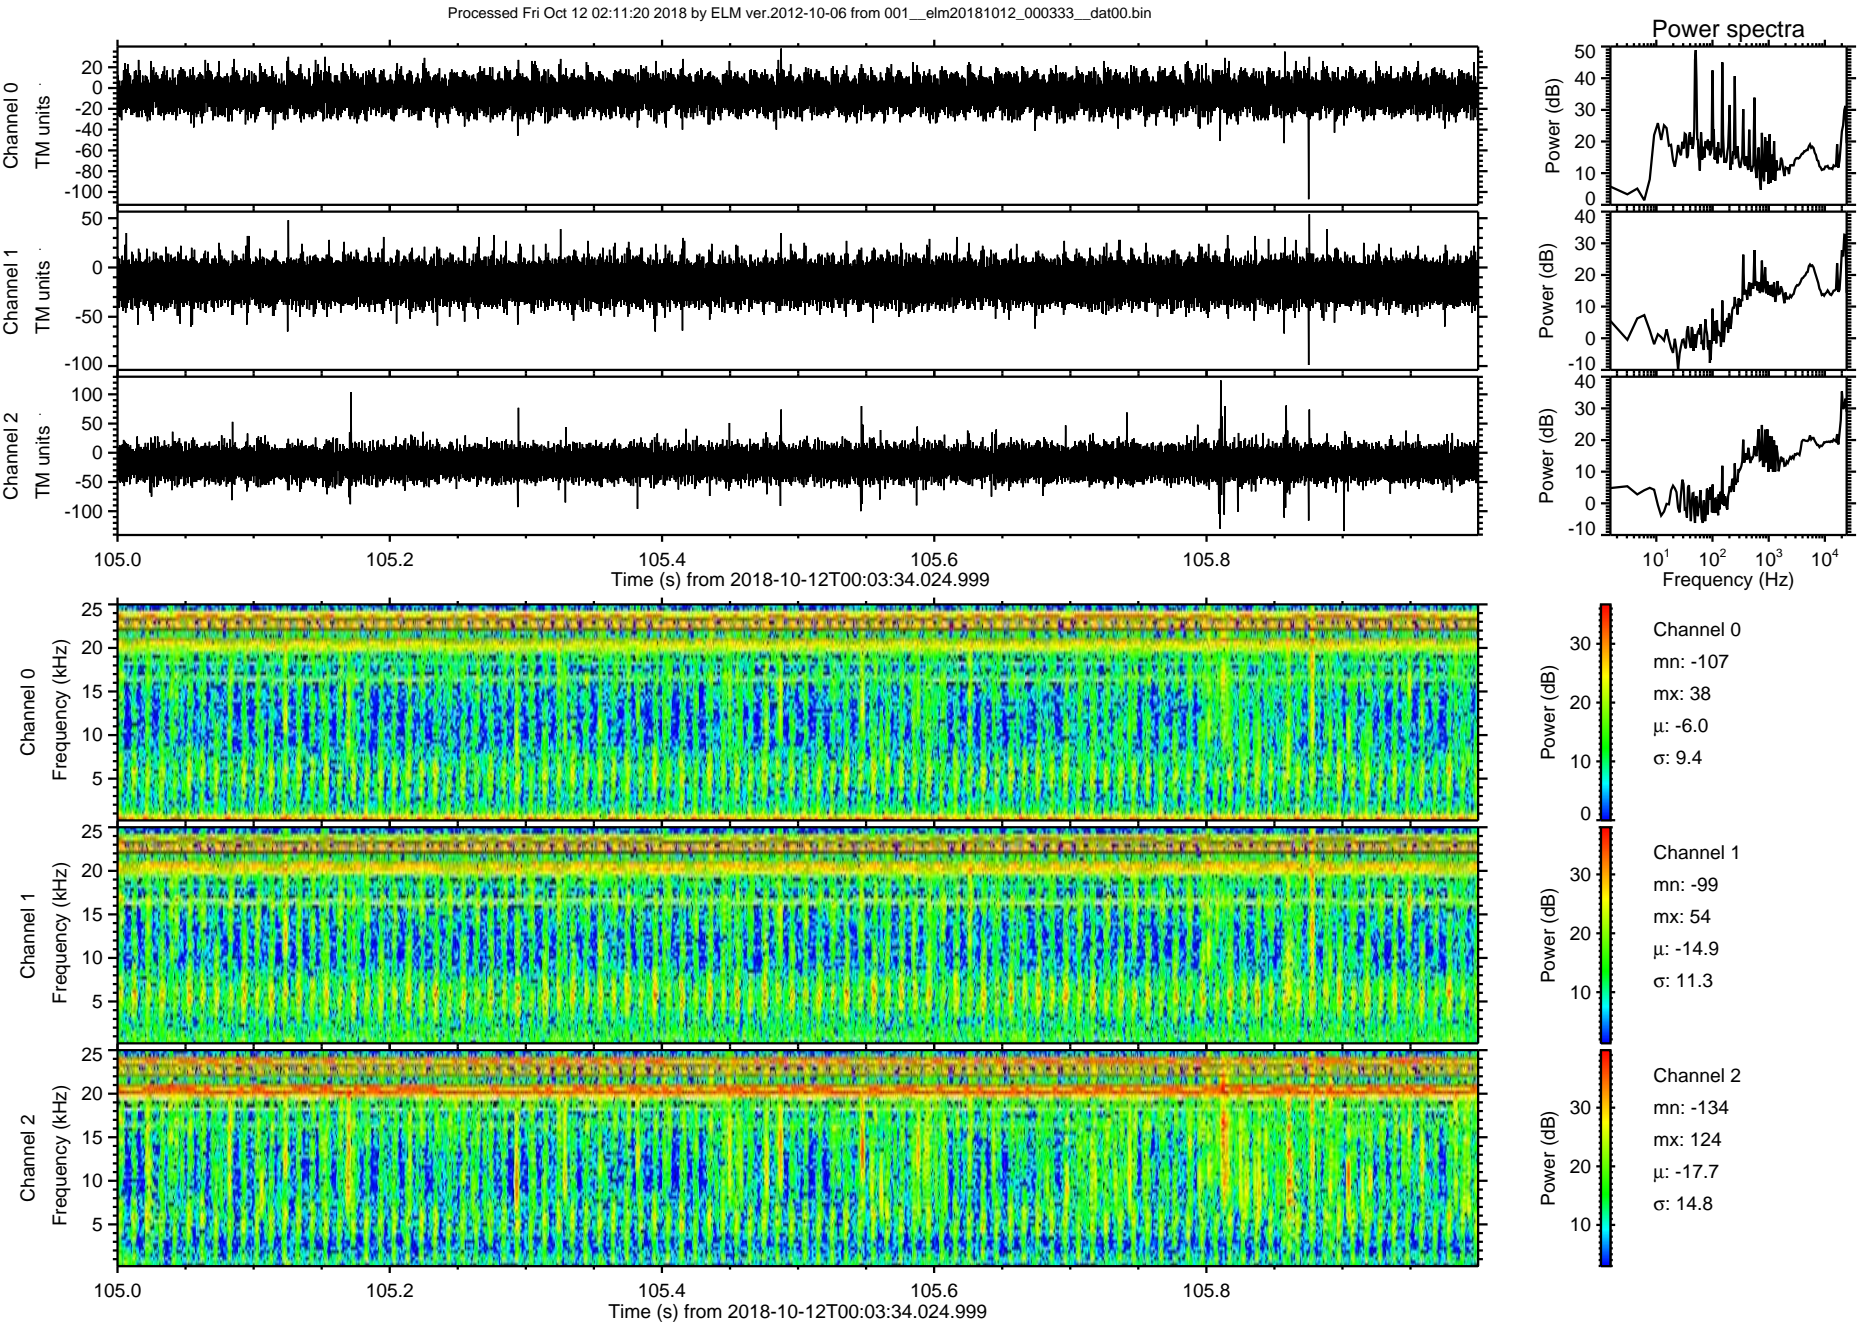 Processed Fri Oct 12 02:11:20 2018 by ELM ver.2012-10-06 from 001__elm20181012_000333__dat00.bin
Power spectra
Channel 0
TM units
20
0
-20
-40
-60
-80
-100
Power (dB)
50
40
30
20
10
0
Channel 1
TM units
50
0
-50
-100
Power (dB)
40
30
20
10
0
-10
Channel 2
TM units
100
50
0
-50
-100
Power (dB)
40
30
20
10
0
-10
105.0 105.2 105.4 105.6 105.8
Time (s) from 2018-10-12T00:03:34.024.999
10¹ 10² 10³ 10⁴
Frequency (Hz)
Channel 0
Frequency (kHz)
25
20
15
10
5
Power (dB)
30
20
10
0
Channel 0
mn: -107
mx: 38
µ: -6.0
σ: 9.4
Channel 1
Frequency (kHz)
25
20
15
10
5
Power (dB)
30
20
10
Channel 1
mn: -99
mx: 54
µ: -14.9
σ: 11.3
Channel 2
Frequency (kHz)
25
20
15
10
5
Power (dB)
30
20
10
Channel 2
mn: -134
mx: 124
µ: -17.7
σ: 14.8
105.0 105.2 105.4 105.6 105.8
Time (s) from 2018-10-12T00:03:34.024.999